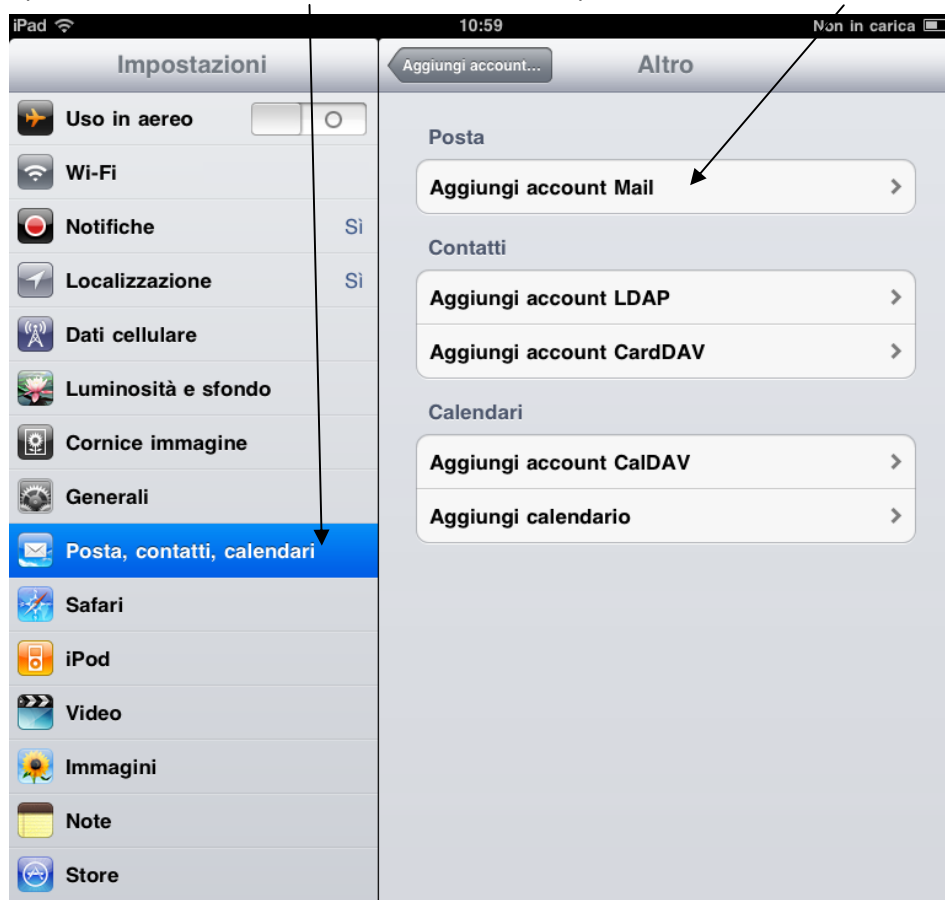 iPad 10:59 Non in carica
Impostazioni
Aggiungi account... Altro
Uso in aereo
Wi-Fi
Notifiche Sì
Localizzazione Sì
Dati cellulare
Luminosità e sfondo
Cornice immagine
Generali
Posta, contatti, calendari
Safari
iPod
Video
Immagini
Note
Store
Posta
Aggiungi account Mail
Contatti
Aggiungi account LDAP
Aggiungi account CardDAV
Calendari
Aggiungi account CalDAV
Aggiungi calendario